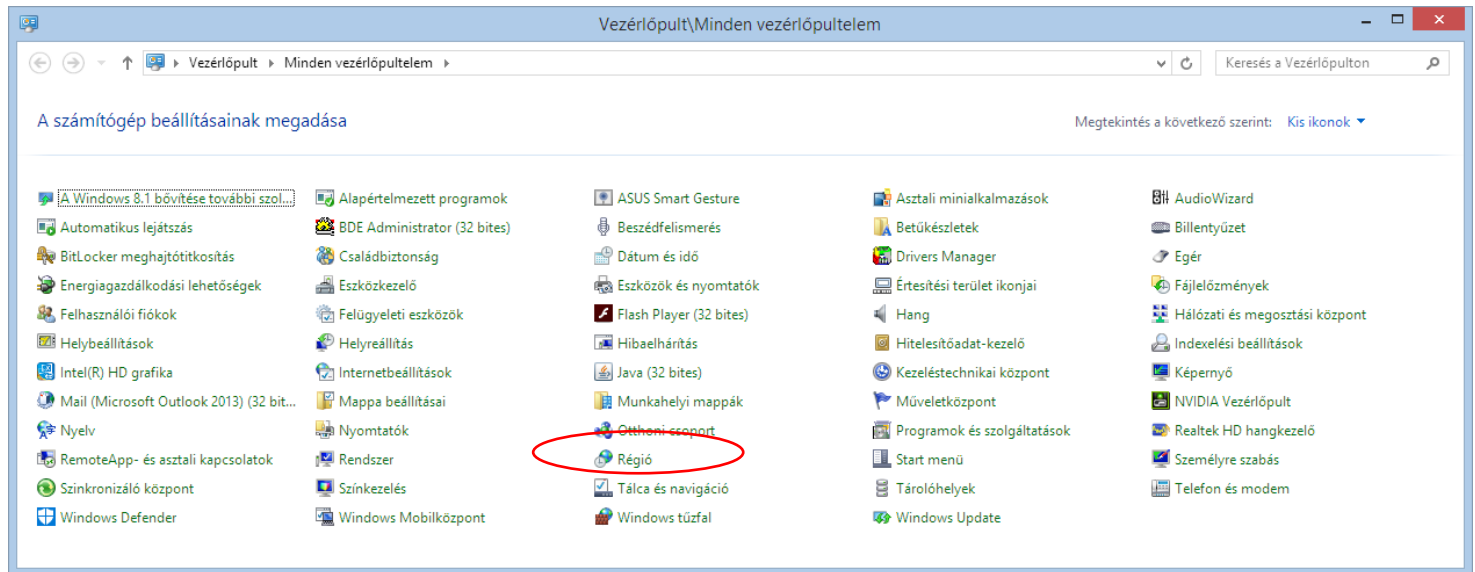 Vezérlőpult\Minden vezérlőpultelem
Vezérlőpult Minden vezérlőpultelem Keresés a Vezérlőpulton
A számítógép beállításainak megadása Megtekintés a következő szerint: Kis ikonok
A Windows 8.1 bővítése további szol... Alapértelmezett programok ASUS Smart Gesture Asztali minialkalmazások AudioWizard
Automatikus lejátszás BDE Administrator (32 bites) Beszédfelismerés Betűkészletek Billentyűzet
BitLocker meghajtótitkosítás Családbiztonság Dátum és idő Drivers Manager Egér
Energiagazdálkodási lehetőségek Eszközkezelő Eszközök és nyomtatók Értesítési terület ikonjai Fájlelőzmények
Felhasználói fiókok Felügyeleti eszközök Flash Player (32 bites) Hang Hálózati és megosztási központ
Helybeállítások Helyreállítás Hibaelhárítás Hitelesítőadat-kezelő Indexelési beállítások
Intel(R) HD grafika Internetbeállítások Java (32 bites) Kezeléstechnikai központ Képernyő
Mail (Microsoft Outlook 2013) (32 bit... Mappa beállításai Munkahelyi mappák Műveletközpont NVIDIA Vezérlőpult
Nyelv Nyomtatók Otthoni csoport Programok és szolgáltatások Realtek HD hangkezelő
RemoteApp- és asztali kapcsolatok Rendszer Régió Start menü Személyre szabás
Szinkronizáló központ Színkezelés Tálca és navigáció Tárolóhelyek Telefon és modem
Windows Defender Windows Mobilközpont Windows tűzfal Windows Update